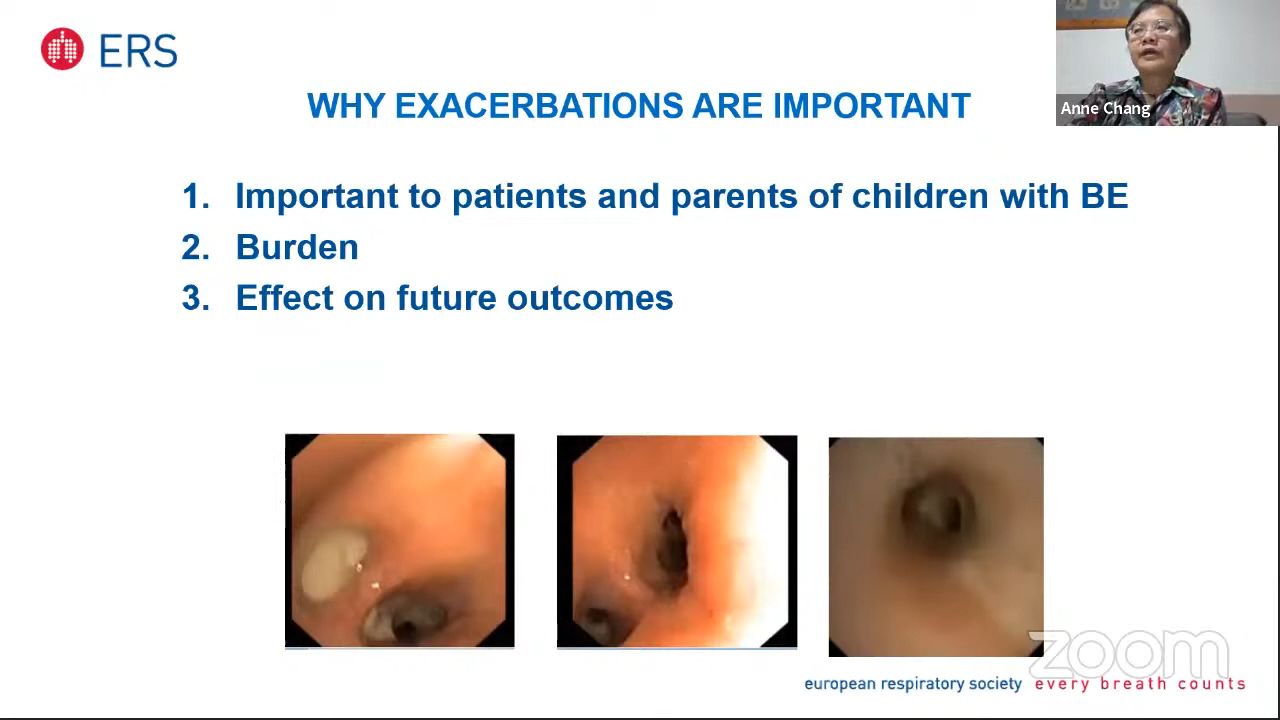 ERS
Anne Chang
WHY EXACERBATIONS ARE IMPORTANT
1. Important to patients and parents of children with BE
2. Burden
3. Effect on future outcomes
zoom
european respiratory society every breath counts